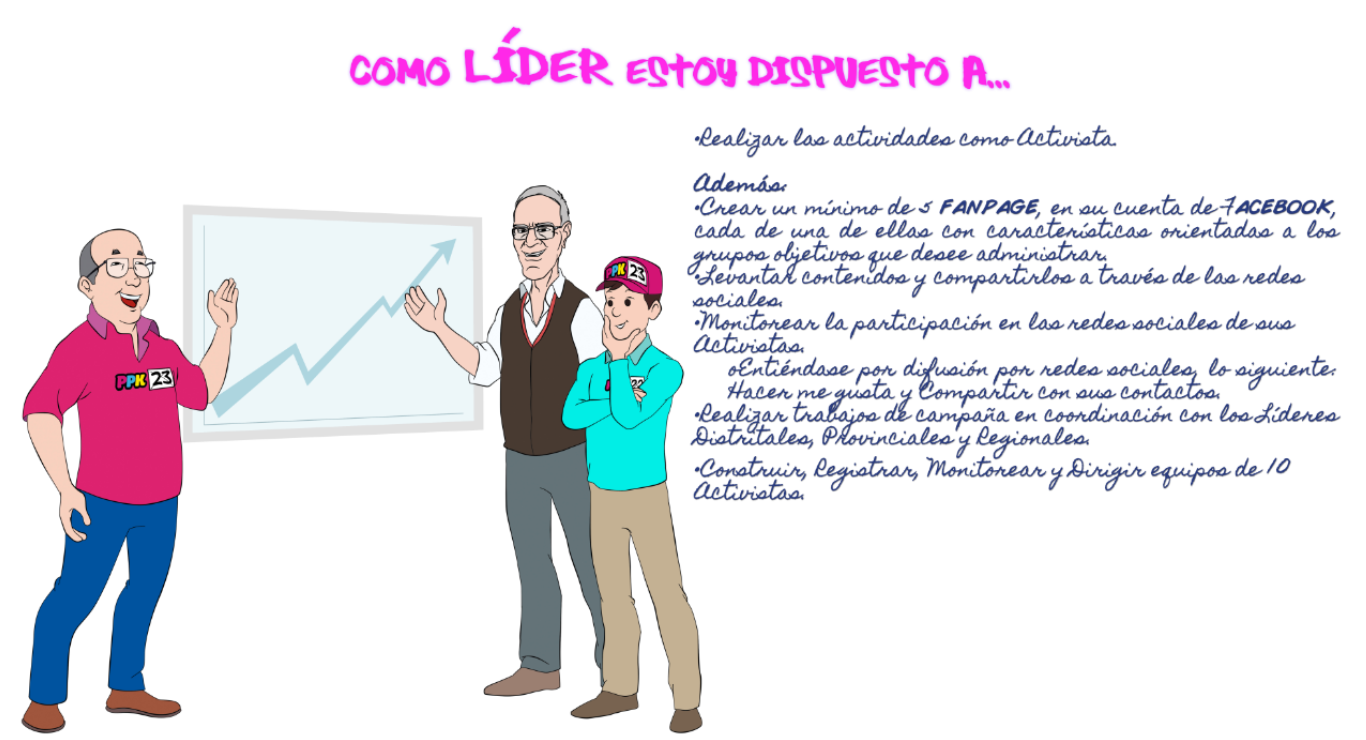 COMO LÍDER ESTOY DISPUESTO A...
•Realizar las actividades como Activista.
Además:
•Crear un mínimo de 5 FANPAGE, en su cuenta de FACEBOOK,
cada de una de ellas con características orientadas a los
grupos objetivos que desee administrar.
•Levantar contenidos y compartirlos a través de las redes
sociales.
•Monitorear la participación en las redes sociales de sus
Activistas.
oEntiéndase por difusión por redes sociales, lo siguiente:
Hacer me gusta y Compartir con sus contactos.
•Realizar trabajos de campaña en coordinación con los Líderes
Distritales, Provinciales y Regionales.
•Construir, Registrar, Monitorear y Dirigir equipos de 10
Activistas.
PPK 23
PPK 23